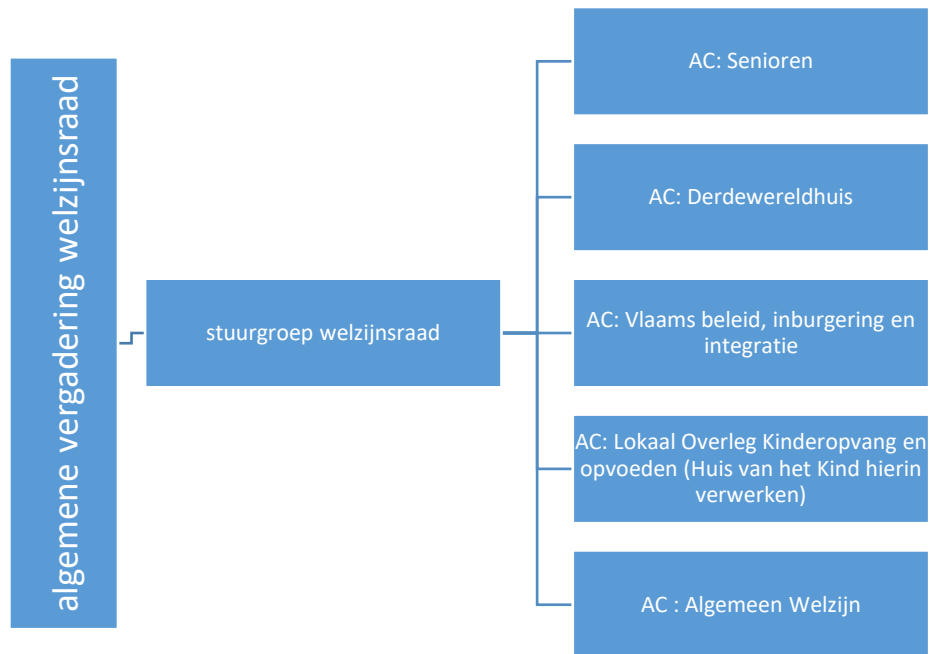 algemene vergadering welzijnsraad
stuurgroep welzijnsraad
AC: Senioren
AC: Derdewereldhuis
AC: Vlaams beleid, inburgering en
integratie
AC: Lokaal Overleg Kinderopvang en
opvoeden (Huis van het Kind hierin
verwerken)
AC : Algemeen Welzijn